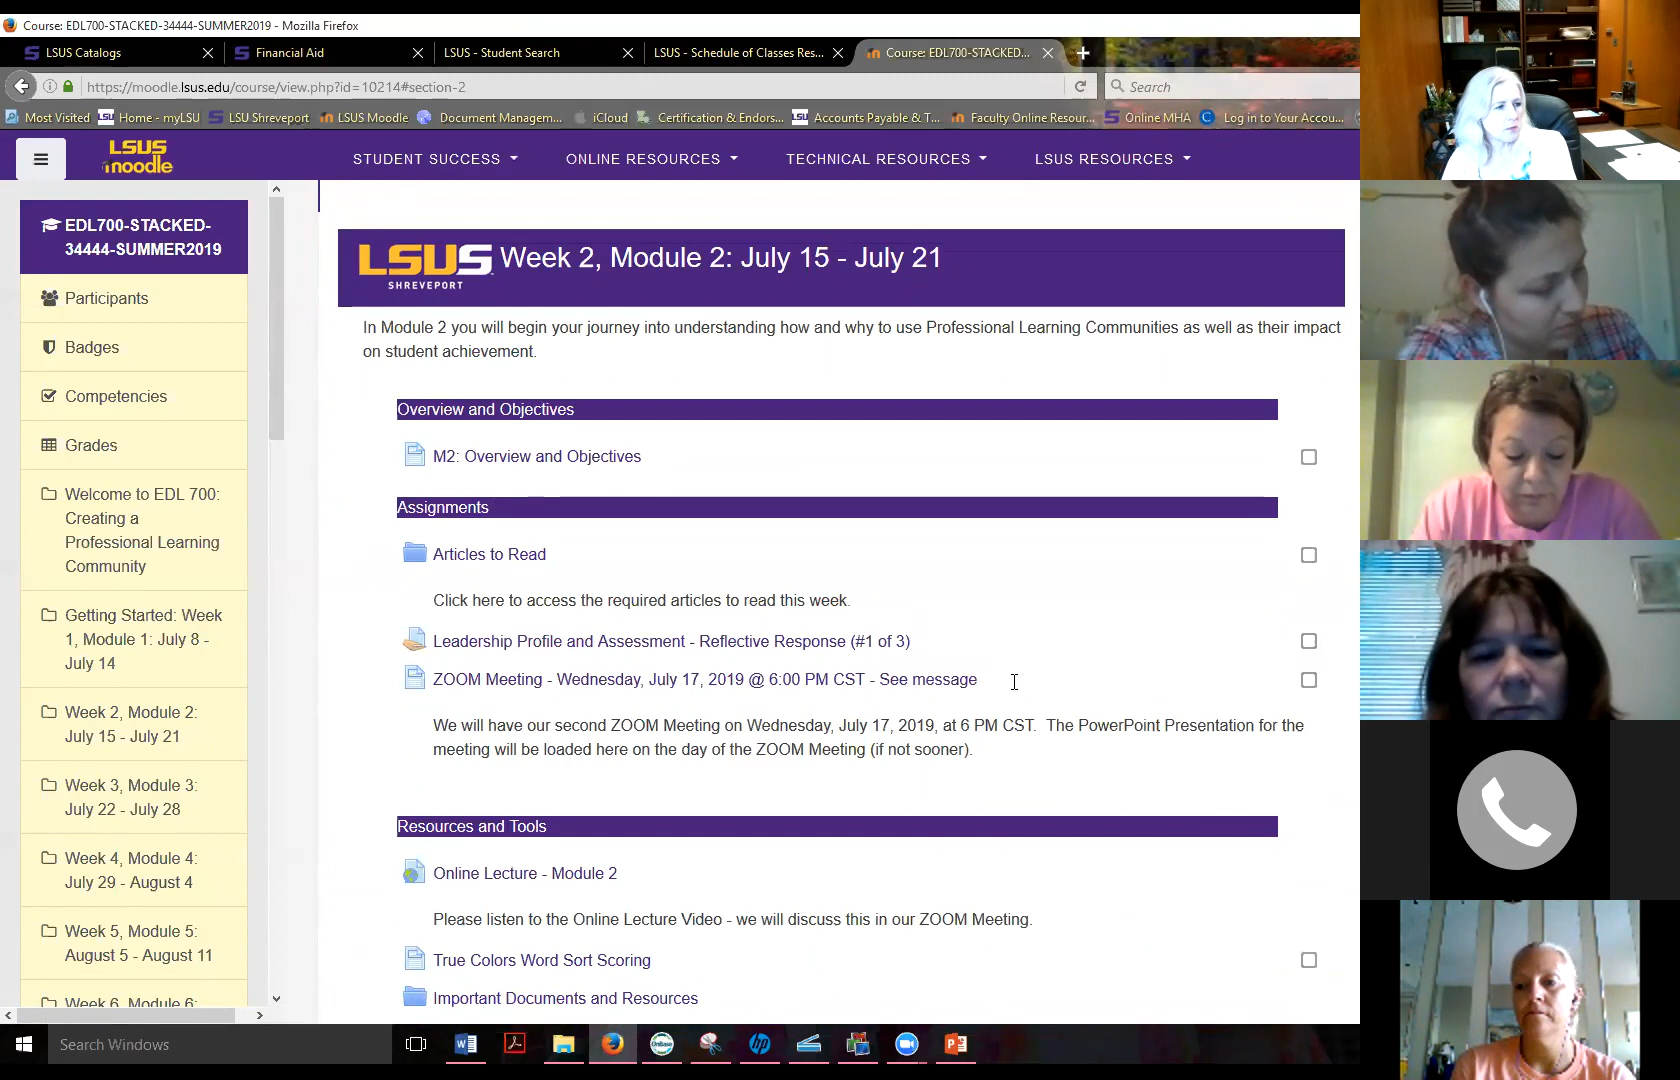 Course: EDL700-STACKED-34444-SUMMER2019 - Mozilla Firefox
LSUS Catalogs
Financial Aid
LSUS - Student Search
LSUS - Schedule of Classes Res...
Course: EDL700-STACKED...
https://moodle.lsus.edu/course/view.php?id=10214#section-2
Search
Most Visited
Home - myLSU
LSU Shreveport
LSUS Moodle
Document Managem...
iCloud
Certification & Endors...
Accounts Payable & T...
Faculty Online Resour...
Online MHA
Log in to Your Accou...
LSUS
moodle
STUDENT SUCCESS
ONLINE RESOURCES
TECHNICAL RESOURCES
LSUS RESOURCES
EDL700-STACKED-
34444-SUMMER2019
Participants
Badges
Competencies
Grades
Welcome to EDL 700:
Creating a
Professional Learning
Community
Getting Started: Week
1, Module 1: July 8 -
July 14
Week 2, Module 2:
July 15 - July 21
Week 3, Module 3:
July 22 - July 28
Week 4, Module 4:
July 29 - August 4
Week 5, Module 5:
August 5 - August 11
Week 6, Module 6:
LSUS
SHREVEPORT
Week 2, Module 2: July 15 - July 21
In Module 2 you will begin your journey into understanding how and why to use Professional Learning Communities as well as their impact
on student achievement.
Overview and Objectives
M2: Overview and Objectives
Assignments
Articles to Read
Click here to access the required articles to read this week.
Leadership Profile and Assessment - Reflective Response (#1 of 3)
ZOOM Meeting - Wednesday, July 17, 2019 @ 6:00 PM CST - See message
We will have our second ZOOM Meeting on Wednesday, July 17, 2019, at 6 PM CST. The PowerPoint Presentation for the
meeting will be loaded here on the day of the ZOOM Meeting (if not sooner).
Resources and Tools
Online Lecture - Module 2
Please listen to the Online Lecture Video - we will discuss this in our ZOOM Meeting.
True Colors Word Sort Scoring
Important Documents and Resources
Search Windows